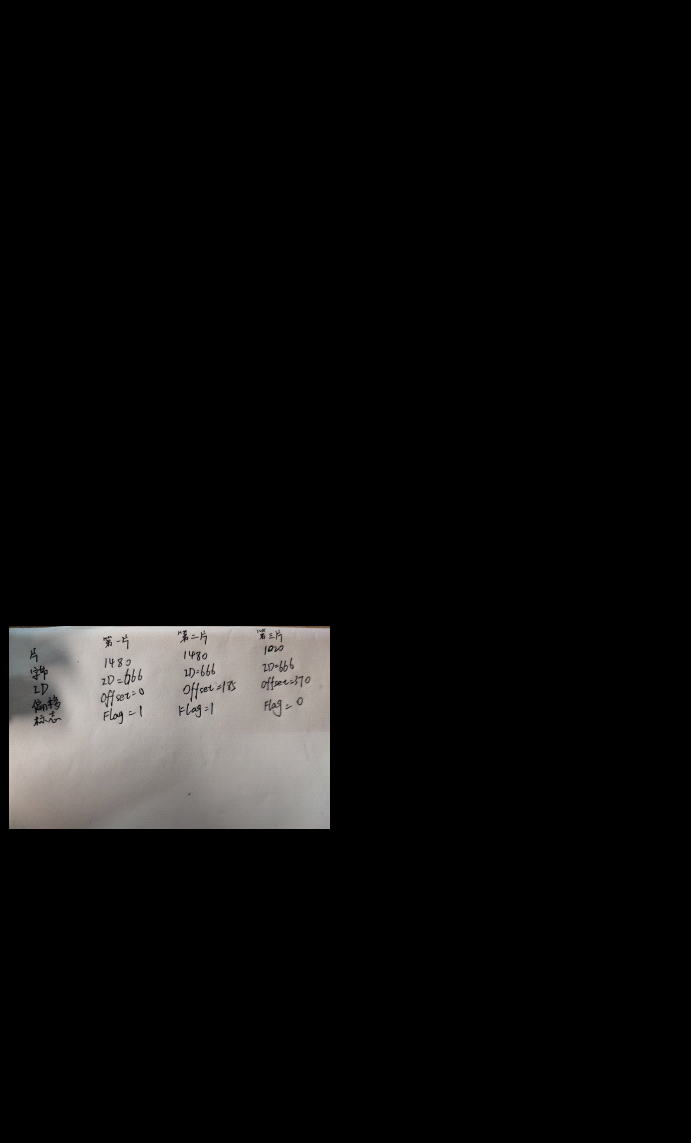 片 第一片 第二片 第三片
字节 1480 1480 1020
ID ID=666 ID=666 ID=666
偏移 Offset=0 Offset=185 Offset=370
标志 Flag=1 Flag=1 Flag=0